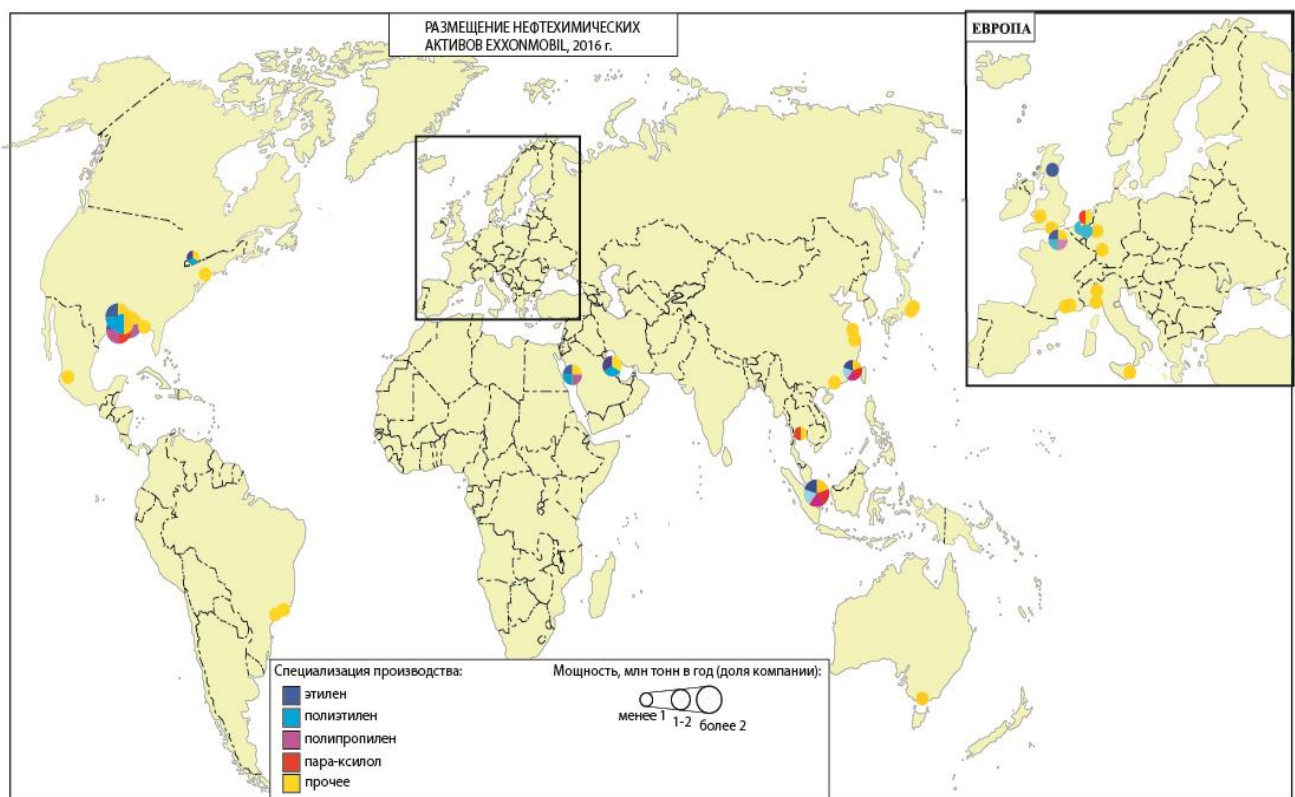 РАЗМЕЩЕНИЕ НЕФТЕХИМИЧЕСКИХ
АКТИВОВ EXXONMOBIL, 2016 г.
ЕВРОПА
Специализация производства:
этилен
полиэтилен
полипропилен
пара-ксилол
прочее
Мощность, млн тонн в год (доля компании):
менее 1
1-2
более 2